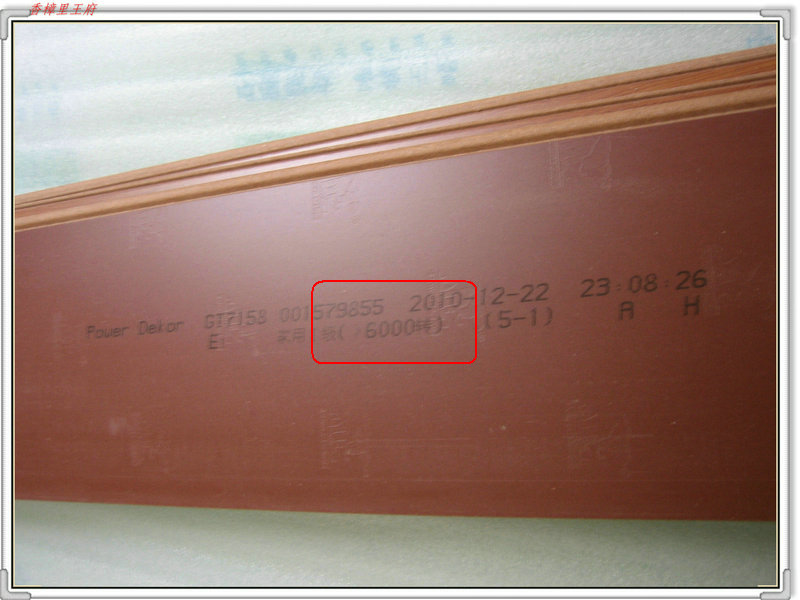 香樟里王府
Power Dekor GT7158 001579855 2010-12-22 23:08:26
E 家用 级( 6000转) (5-1) A H